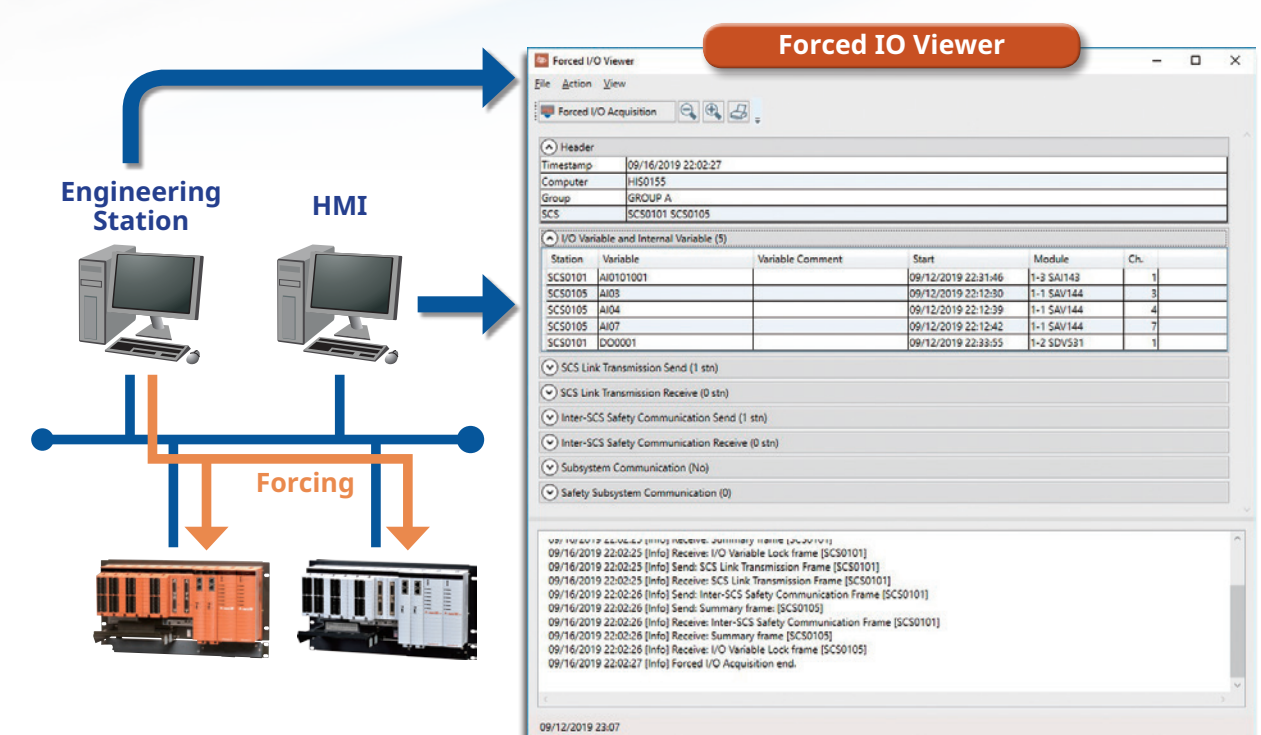 Forced IO Viewer
Forced I/O Viewer
File Action View
Forced I/O Acquisition
Header
Timestamp 09/16/2019 22:02:27
Computer HIS0155
Group GROUP A
SCS SCS0101 SCS0105
I/O Variable and Internal Variable (5)
Station Variable Variable Comment Start Module Ch.
SCS0101 AI0101001 09/12/2019 22:31:46 1-3 SAI143 1
SCS0105 AI03 09/12/2019 22:12:30 1-1 SAV144 3
SCS0105 AI04 09/12/2019 22:12:39 1-1 SAV144 4
SCS0105 AI07 09/12/2019 22:12:42 1-1 SAV144 7
SCS0101 DO0001 09/12/2019 22:33:55 1-2 SDV531 1
SCS Link Transmission Send (1 stn)
SCS Link Transmission Receive (0 stn)
Inter-SCS Safety Communication Send (1 stn)
Inter-SCS Safety Communication Receive (0 stn)
Subsystem Communication (No)
Safety Subsystem Communication (0)
09/16/2019 22:02:25 [Info] Receive: Summary frame [SCS0101]
09/16/2019 22:02:25 [Info] Receive: I/O Variable Lock frame [SCS0101]
09/16/2019 22:02:25 [Info] Send: SCS Link Transmission Frame [SCS0101]
09/16/2019 22:02:25 [Info] Receive: SCS Link Transmission Frame [SCS0101]
09/16/2019 22:02:26 [Info] Send: Inter-SCS Safety Communication Frame [SCS0101]
09/16/2019 22:02:26 [Info] Send: Summary frame: [SCS0105]
09/16/2019 22:02:26 [Info] Receive: Inter-SCS Safety Communication Frame [SCS0101]
09/16/2019 22:02:26 [Info] Receive: Summary frame [SCS0105]
09/16/2019 22:02:26 [Info] Receive: I/O Variable Lock frame [SCS0105]
09/16/2019 22:02:27 [Info] Forced I/O Acquisition end.
09/12/2019 23:07
Engineering
Station
HMI
Forcing